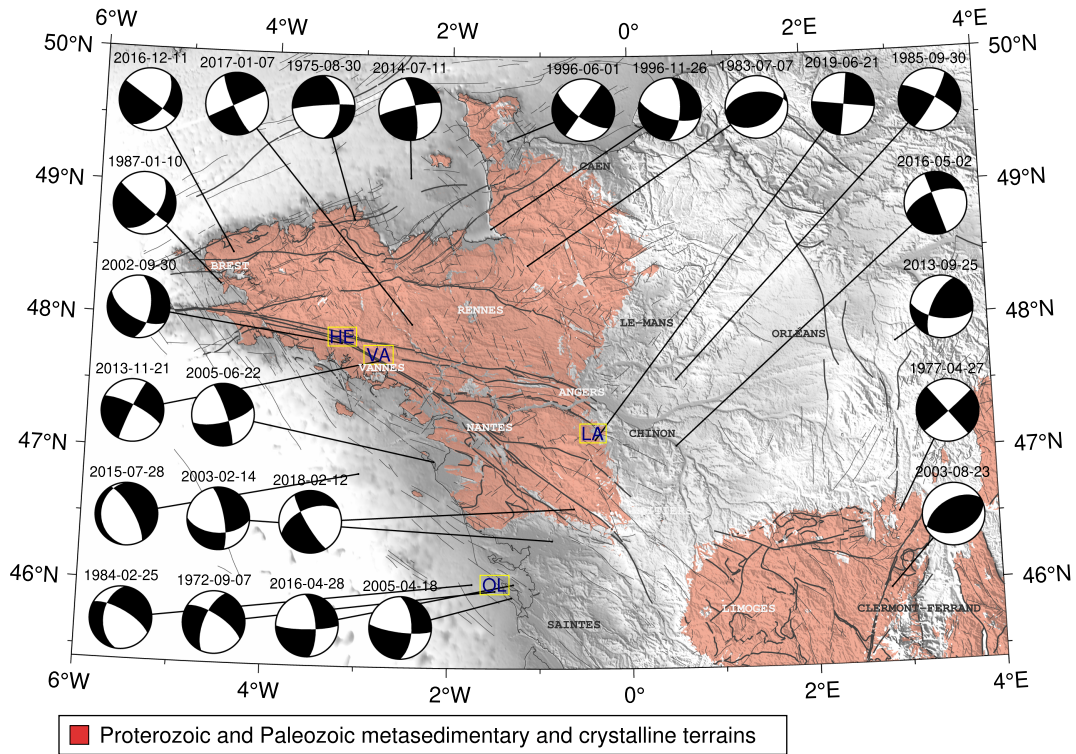 6°W 4°W 2°W 0° 2°E 4°E
50°N 50°N
2016-12-11 2017-01-07 1975-08-30 2014-07-11 1996-06-01 1996-11-26 1983-07-07 2019-06-21 1985-09-30
CAEN
1987-01-10 2016-05-02
49°N 49°N
2002-09-30 BREST 2013-09-25
48°N RENNES LE-MANS ORLEANS 48°N
HE
VA
VANNES
2013-11-21 2005-06-22 ANGERS 1977-04-27
47°N NANTES LA CHINON 47°N
2015-07-28 2003-02-14 2018-02-12 2003-08-23
46°N 46°N
1984-02-25 1972-09-07 2016-04-28 2005-04-18 OL
SAINTES LIMOGES CLERMONT-FERRAND
6°W 4°W 2°W 0° 2°E 4°E
Proterozoic and Paleozoic metasedimentary and crystalline terrains